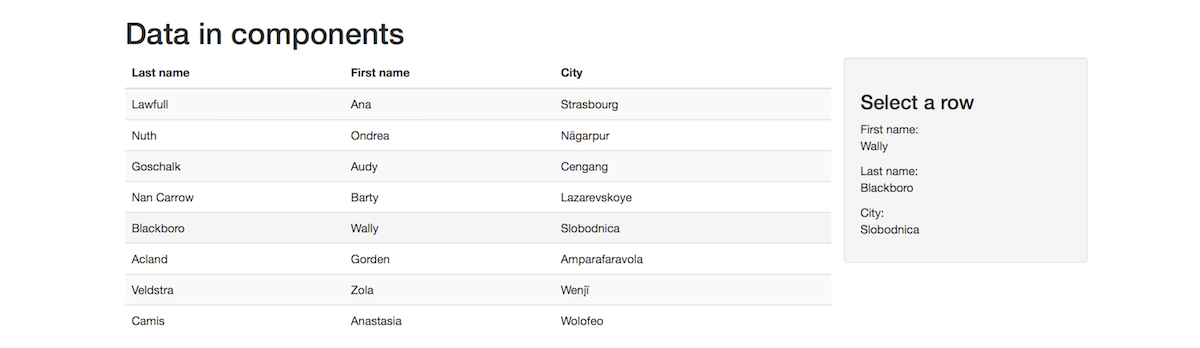 Data in components
Last name First name City
Lawfull Ana Strasbourg
Nuth Ondrea Nāgarpur
Goschalk Audy Cengang
Nan Carrow Barty Lazarevskoye
Blackboro Wally Slobodnica
Acland Gorden Amparafaravola
Veldstra Zola Wenjī
Camis Anastasia Wolofeo
Select a row
First name:
Wally
Last name:
Blackboro
City:
Slobodnica